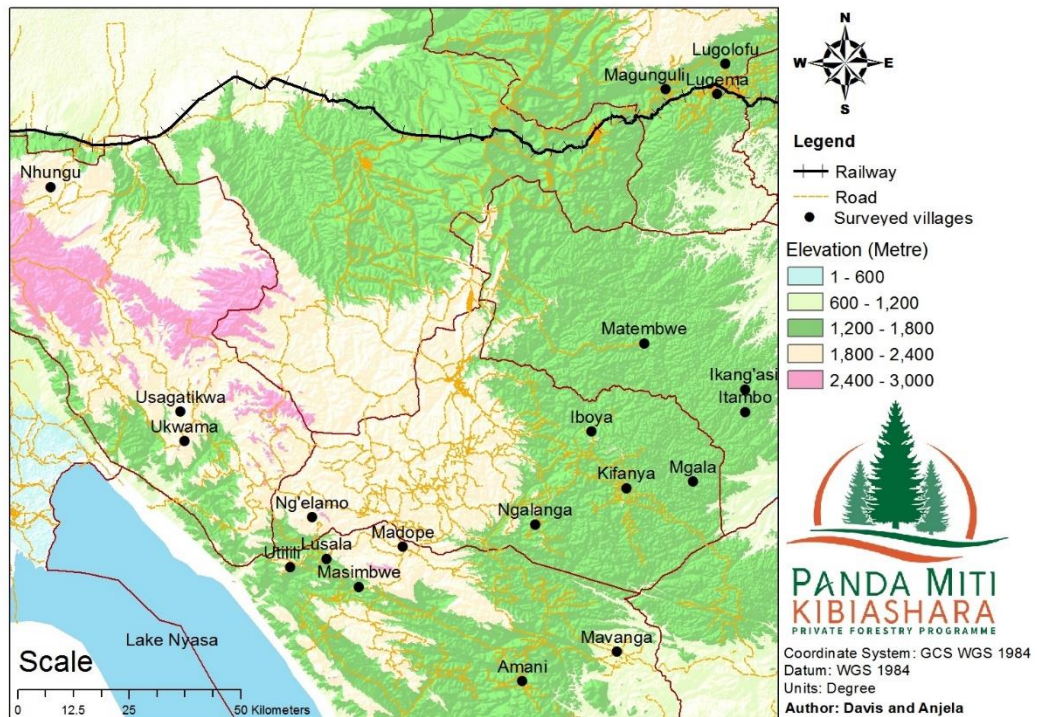 Lugolofu
Magunguli
Lugema
Nhungu
Matembwe
Ikang'asi
Itambo
Usagatikwa
Ukwama
Iboya
Kifanya
Mgala
Ng'elamo
Ngalanga
Madope
Lusala
Utilili
Masimbwe
Lake Nyasa
Mavanga
Amani
Scale
0 12.5 25 50 Kilometers
N
W E
S
Legend
Railway
Road
Surveyed villages
Elevation (Metre)
1 - 600
600 - 1,200
1,200 - 1,800
1,800 - 2,400
2,400 - 3,000
PANDA MITI
KIBIASHARA
PRIVATE FORESTRY PROGRAMME
Coordinate System: GCS WGS 1984
Datum: WGS 1984
Units: Degree
Author: Davis and Anjela